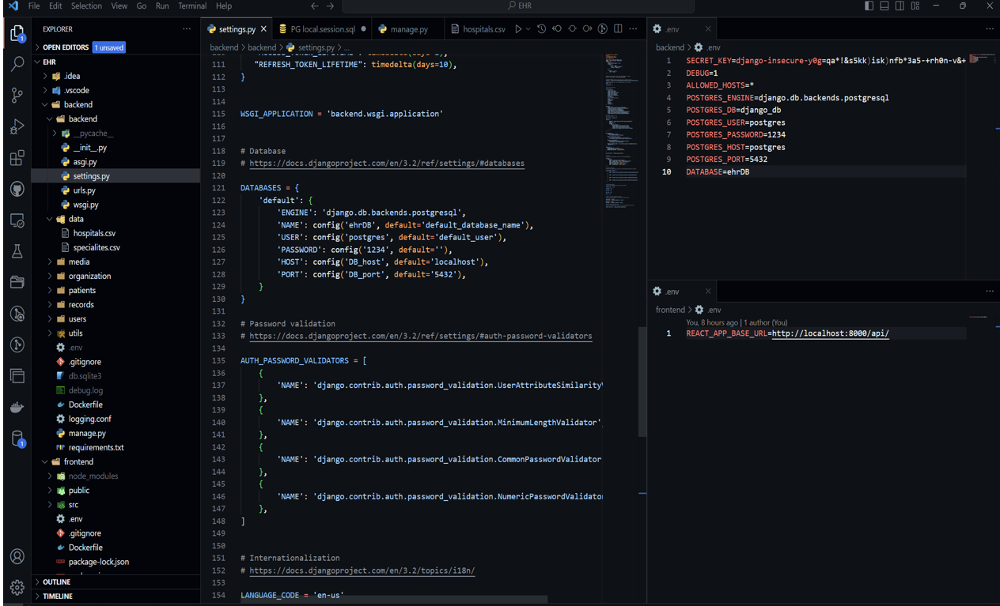 File Edit Selection View Go Run Terminal Help
EHR
EXPLORER
OPEN EDITORS 1 unsaved
EHR
.idea
.vscode
backend
backend
__pycache__
__init__.py
asgi.py
settings.py
urls.py
wsgi.py
data
hospitals.csv
specialites.csv
media
organization
patients
records
users
utils
.env
.gitignore
db.sqlite3
debug.log
Dockerfile
logging.conf
manage.py
requirements.txt
frontend
node_modules
public
src
.env
.gitignore
Dockerfile
package-lock.json
OUTLINE
TIMELINE
settings.py PG local.session.sql manage.py hospitals.csv
backend > backend > settings.py > ...
111 "REFRESH_TOKEN_LIFETIME": timedelta(days=10),
112 }
113
114
115 WSGI_APPLICATION = 'backend.wsgi.application'
116
117
118 # Database
119 # https://docs.djangoproject.com/en/3.2/ref/settings/#databases
120
121 DATABASES = {
122 'default': {
123 'ENGINE': 'django.db.backends.postgresql',
124 'NAME': config('ehrDB', default='default_database_name'),
125 'USER': config('postgres', default='default_user'),
126 'PASSWORD': config('1234', default=''),
127 'HOST': config('DB_host', default='localhost'),
128 'PORT': config('DB_port', default='5432'),
129 }
130 }
131
132 # Password validation
133 # https://docs.djangoproject.com/en/3.2/ref/settings/#auth-password-validators
134
135 AUTH_PASSWORD_VALIDATORS = [
136 {
137 'NAME': 'django.contrib.auth.password_validation.UserAttributeSimilarity
138 },
139 {
140 'NAME': 'django.contrib.auth.password_validation.MinimumLengthValidator',
141 },
142 {
143 'NAME': 'django.contrib.auth.password_validation.CommonPasswordValidator
144 },
145 {
146 'NAME': 'django.contrib.auth.password_validation.NumericPasswordValidator
147 },
148 ]
149
150
151 # Internationalization
152 # https://docs.djangoproject.com/en/3.2/topics/i18n/
153
154 LANGUAGE_CODE = 'en-us'
.env
backend > .env
1 SECRET_KEY=django-insecure-y0g=qa*!&s5kk)isk)nfb*3a5-+rh0n-v&+
2 DEBUG=1
3 ALLOWED_HOSTS=*
4 POSTGRES_ENGINE=django.db.backends.postgresql
5 POSTGRES_DB=django_db
6 POSTGRES_USER=postgres
7 POSTGRES_PASSWORD=1234
8 POSTGRES_HOST=postgres
9 POSTGRES_PORT=5432
10 DATABASE=ehrDB
.env
frontend > .env
You, 8 hours ago | 1 author (You)
1 REACT_APP_BASE_URL=http://localhost:8000/api/